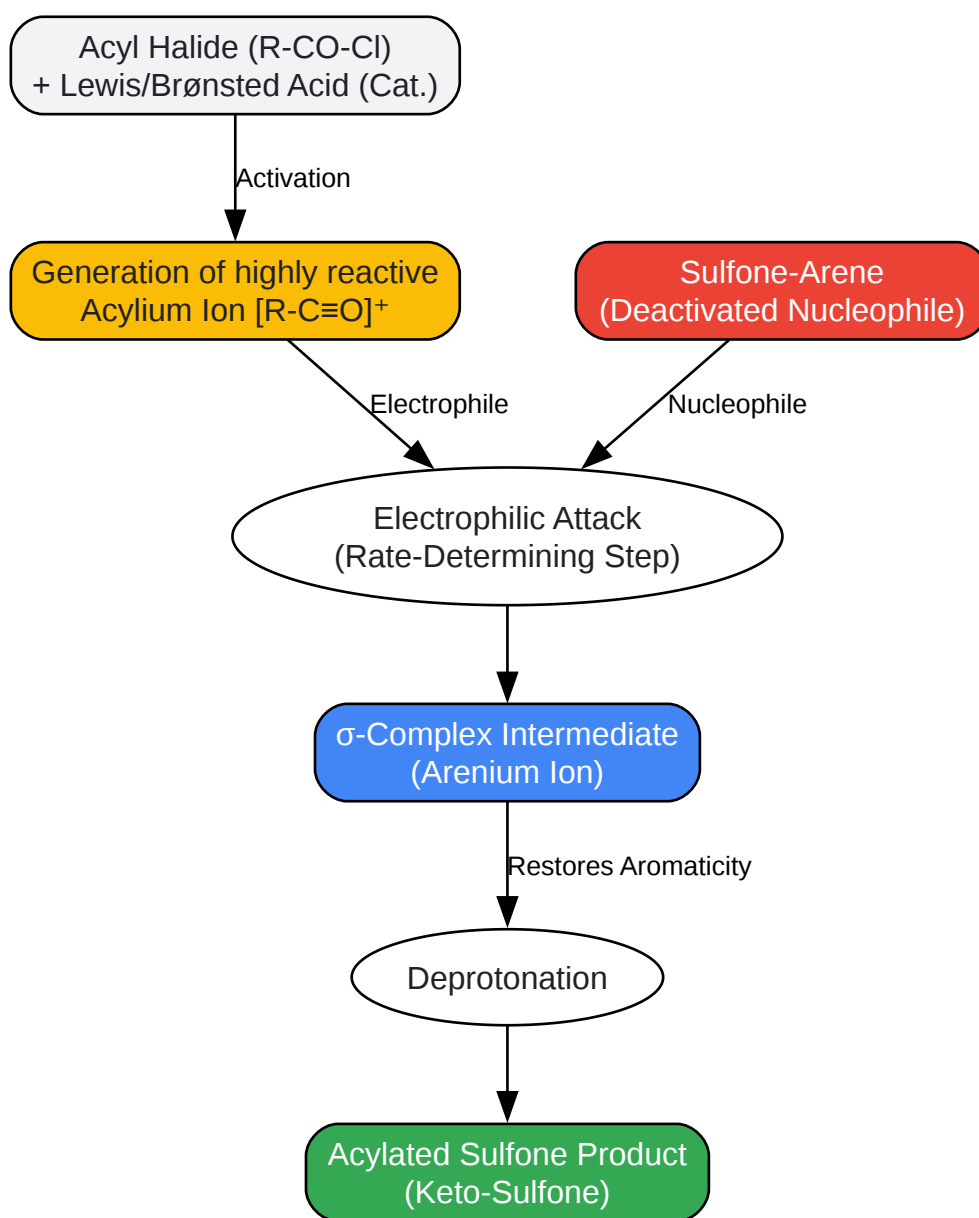 Acyl Halide (R-CO-Cl)
+ Lewis/Brønsted Acid (Cat.)
Activation
Generation of highly reactive
Acylium Ion [R-C≡O]⁺
Sulfone-Arene
(Deactivated Nucleophile)
Electrophile
Nucleophile
Electrophilic Attack
(Rate-Determining Step)
σ-Complex Intermediate
(Arenium Ion)
Restores Aromaticity
Deprotonation
Acylated Sulfone Product
(Keto-Sulfone)